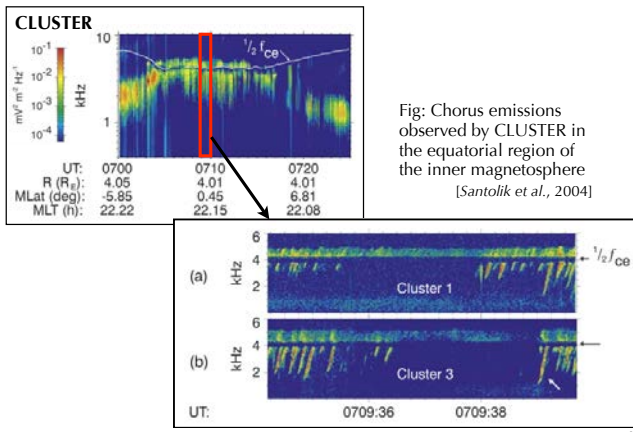 CLUSTER
10⁻¹
10⁻²
10⁻³
10⁻⁴
mV² m⁻² Hz⁻¹
kHz
10
1
½ f_ce
UT: 0700 0710 0720
R (R_E): 4.05 4.01 4.01
MLat (deg): -5.85 0.45 6.81
MLT (h): 22.22 22.15 22.08
Fig: Chorus emissions
observed by CLUSTER in
the equatorial region of
the inner magnetosphere
[Santolik et al., 2004]
(a)
kHz
6
4
2
Cluster 1
½ f_ce
(b)
kHz
6
4
2
Cluster 3
UT: 0709:36 0709:38